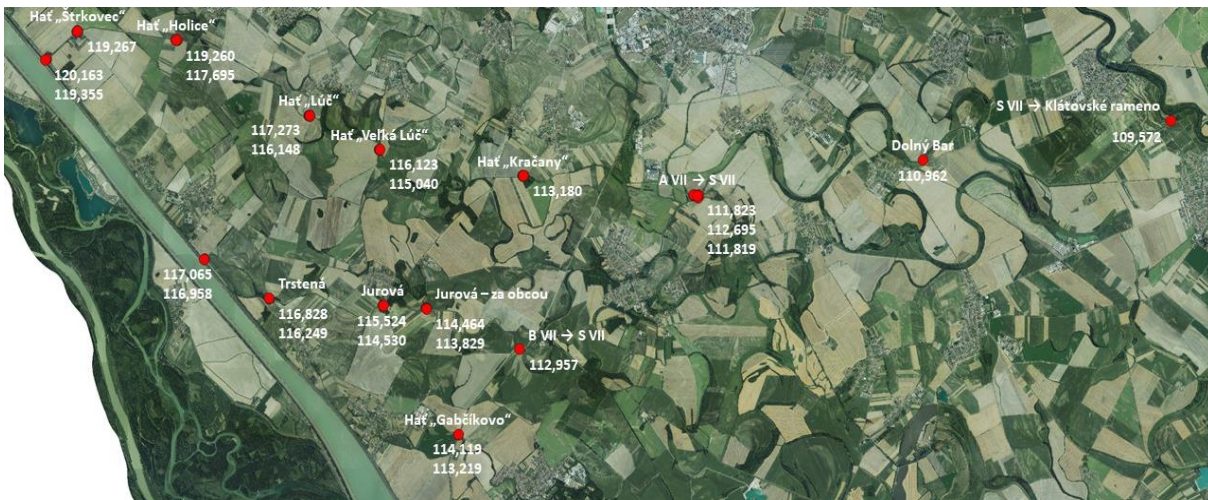 Hať „Štrkovec“
119,267
120,163
119,355
Hať „Holice“
119,260
117,695
Hať „Lúč“
117,273
116,148
Hať „Veľká Lúč“
116,123
115,040
Hať „Kračany“
113,180
A VII → S VII
111,823
112,695
111,819
Dolný Bar
110,962
S VII → Klátovské rameno
109,572
117,065
116,958
Trstená
116,828
116,249
Jurová
115,524
114,530
Jurová – za obcou
114,464
113,829
B VII → S VII
112,957
Hať „Gabčíkovo“
114,119
113,219